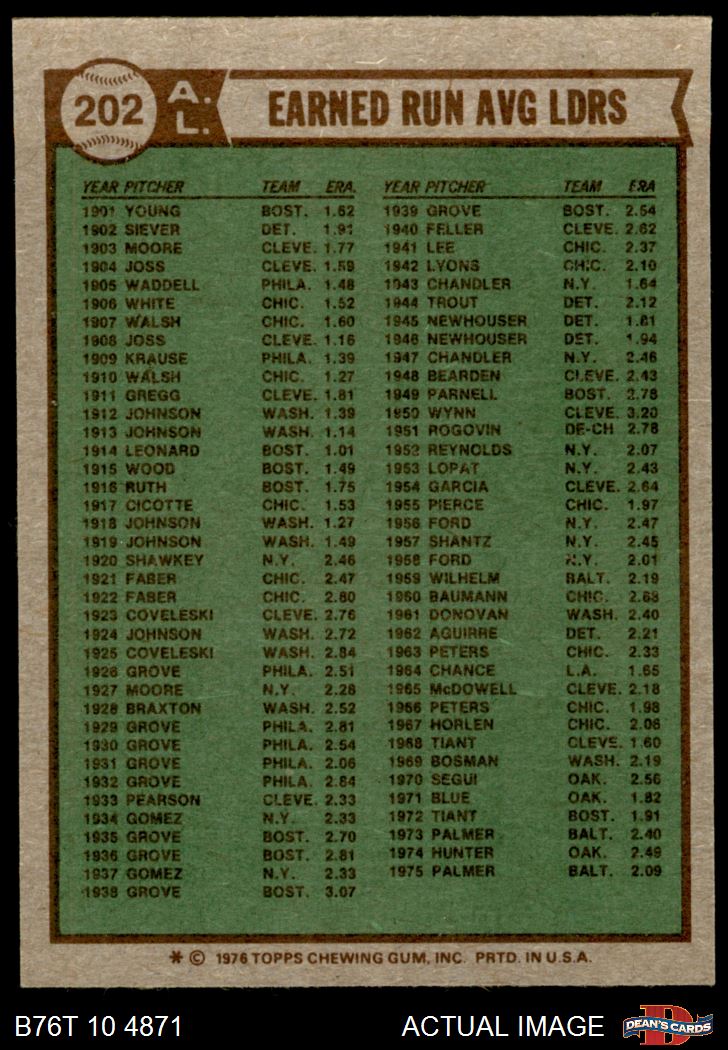 202 A. L. EARNED RUN AVG LDRS
YEAR PITCHER TEAM ERA.
1901 YOUNG BOST. 1.62
1902 SIEVER DET. 1.91
1903 MOORE CLEVE. 1.77
1904 JOSS CLEVE. 1.59
1905 WADDELL PHILA. 1.48
1906 WHITE CHIC. 1.52
1907 WALSH CHIC. 1.60
1908 JOSS CLEVE. 1.16
1909 KRAUSE PHILA. 1.39
1910 WALSH CHIC. 1.27
1911 GREGG CLEVE. 1.81
1912 JOHNSON WASH. 1.39
1913 JOHNSON WASH. 1.14
1914 LEONARD BOST. 1.01
1915 WOOD BOST. 1.49
1916 RUTH BOST. 1.75
1917 CICOTTE CHIC. 1.53
1918 JOHNSON WASH. 1.27
1919 JOHNSON WASH. 1.49
1920 SHAWKEY N.Y. 2.46
1921 FABER CHIC. 2.47
1922 FABER CHIC. 2.80
1923 COVELESKI CLEVE. 2.76
1924 JOHNSON WASH. 2.72
1925 COVELESKI WASH. 2.84
1926 GROVE PHILA. 2.51
1927 MOORE N.Y. 2.28
1928 BRAXTON WASH. 2.52
1929 GROVE PHILA. 2.81
1930 GROVE PHILA. 2.54
1931 GROVE PHILA. 2.06
1932 GROVE PHILA. 2.84
1933 PEARSON CLEVE. 2.33
1934 GOMEZ N.Y. 2.33
1935 GROVE BOST. 2.70
1936 GROVE BOST. 2.81
1937 GOMEZ N.Y. 2.33
1938 GROVE BOST. 3.07
YEAR PITCHER TEAM ERA
1939 GROVE BOST. 2.54
1940 FELLER CLEVE. 2.62
1941 LEE CHIC. 2.37
1942 LYONS CHIC. 2.10
1943 CHANDLER N.Y. 1.64
1944 TROUT DET. 2.12
1945 NEWHOUSER DET. 1.81
1946 NEWHOUSER DET. 1.94
1947 CHANDLER N.Y. 2.46
1948 BEARDEN CLEVE. 2.43
1949 PARNELL BOST. 2.78
1950 WYNN CLEVE. 3.20
1951 ROGOVIN DE-CH 2.78
1952 REYNOLDS N.Y. 2.07
1953 LOPAT N.Y. 2.43
1954 GARCIA CLEVE. 2.64
1955 PIERCE CHIC. 1.97
1956 FORD N.Y. 2.47
1957 SHANTZ N.Y. 2.45
1958 FORD N.Y. 2.01
1959 WILHELM BALT. 2.19
1960 BAUMANN CHIC. 2.68
1961 DONOVAN WASH. 2.40
1962 AGUIRRE DET. 2.21
1963 PETERS CHIC. 2.33
1964 CHANCE L.A. 1.65
1965 McDOWELL CLEVE. 2.18
1966 PETERS CHIC. 1.98
1967 HORLEN CHIC. 2.06
1968 TIANT CLEVE. 1.60
1969 BOSMAN WASH. 2.19
1970 SEGUI OAK. 2.56
1971 BLUE OAK. 1.82
1972 TIANT BOST. 1.91
1973 PALMER BALT. 2.40
1974 HUNTER OAK. 2.49
1975 PALMER BALT. 2.09
* © 1976 TOPPS CHEWING GUM, INC. PRTD. IN U.S.A.
B76T 10 4871 ACTUAL IMAGE D DEAN'S CARDS